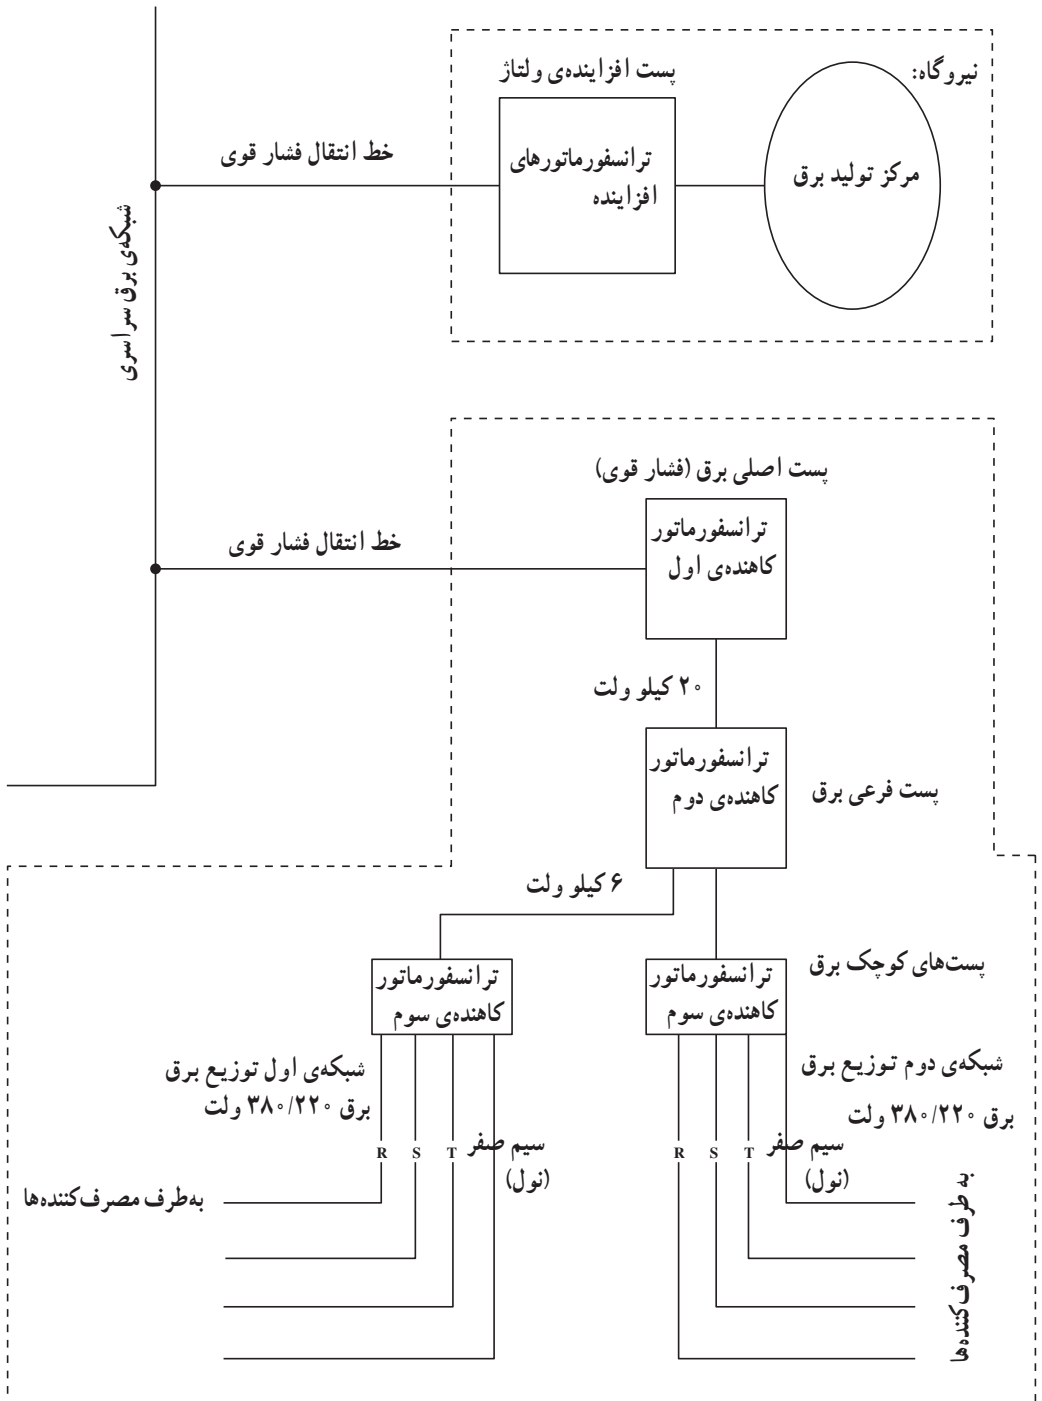 نیروگاه:
پست افزاینده‌ی ولتاژ
مرکز تولید برق
ترانسفورماتورهای
افزاینده
خط انتقال فشار قوی
شبکه‌ی برق سراسری
پست اصلی برق (فشار قوی)
ترانسفورماتور
کاهنده‌ی اول
خط انتقال فشار قوی
۲۰ کیلو ولت
ترانسفورماتور
کاهنده‌ی دوم
پست فرعی برق
۶ کیلو ولت
پست‌های کوچک برق
ترانسفورماتور
کاهنده‌ی سوم
ترانسفورماتور
کاهنده‌ی سوم
شبکه‌ی دوم توزیع برق
برق ۳۸۰/۲۲۰ ولت
شبکه‌ی اول توزیع برق
برق ۳۸۰/۲۲۰ ولت
R S T سیم صفر
(نول)
R S T سیم صفر
(نول)
به طرف مصرف‌کننده‌ها
به‌طرف مصرف‌کننده‌ها